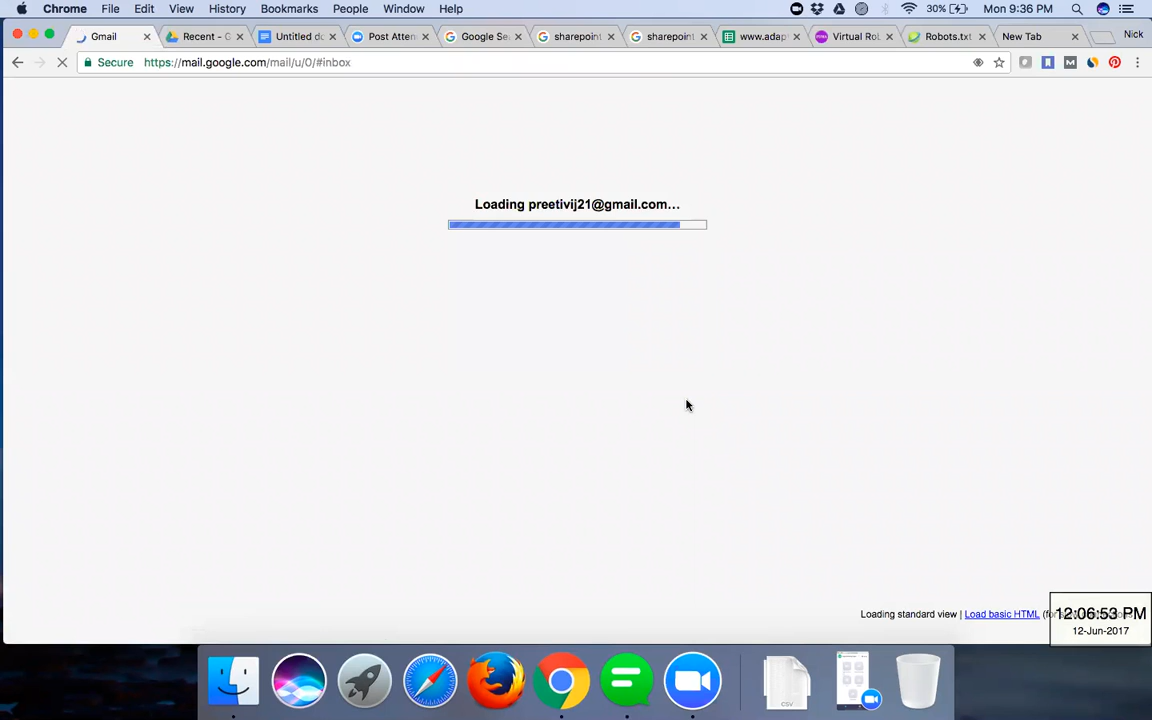 Chrome File Edit View History Bookmarks People Window Help 30% Mon 9:36 PM
Gmail Recent - G Untitled do Post Atten Google Se sharepoint sharepoint www.adap Virtual Rol Robots.txt New Tab Nick
Secure https://mail.google.com/mail/u/0/#inbox
Loading preetivij21@gmail.com…
Loading standard view | Load basic HTML (fo
12:06:53 PM
12-Jun-2017
CSV